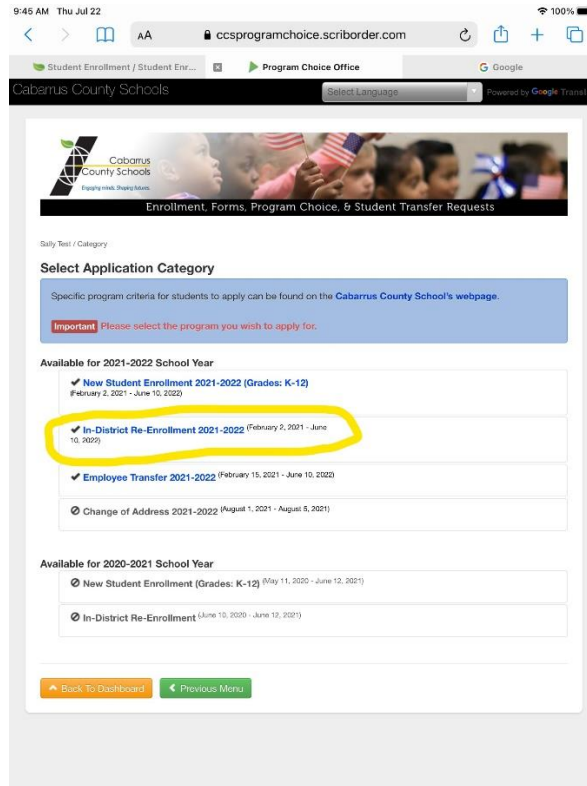 9:45 AM Thu Jul 22
100%
AA ccsprogramchoice.scriborder.com
Student Enrollment / Student Enr... Program Choice Office Google
Cabarrus County Schools Select Language Powered by Google Transl
Cabarrus
County Schools
Engaging minds. Shaping futures.
Enrollment, Forms, Program Choice, & Student Transfer Requests
Sally Test / Category
Select Application Category
Specific program criteria for students to apply can be found on the Cabarrus County School's webpage.
Important Please select the program you wish to apply for.
Available for 2021-2022 School Year
New Student Enrollment 2021-2022 (Grades: K-12)
(February 2, 2021 - June 10, 2022)
In-District Re-Enrollment 2021-2022 (February 2, 2021 - June
10, 2022)
Employee Transfer 2021-2022 (February 15, 2021 - June 10, 2022)
Change of Address 2021-2022 (August 1, 2021 - August 5, 2021)
Available for 2020-2021 School Year
New Student Enrollment (Grades: K-12) (May 11, 2020 - June 12, 2021)
In-District Re-Enrollment (June 10, 2020 - June 12, 2021)
Back To Dashboard Previous Menu